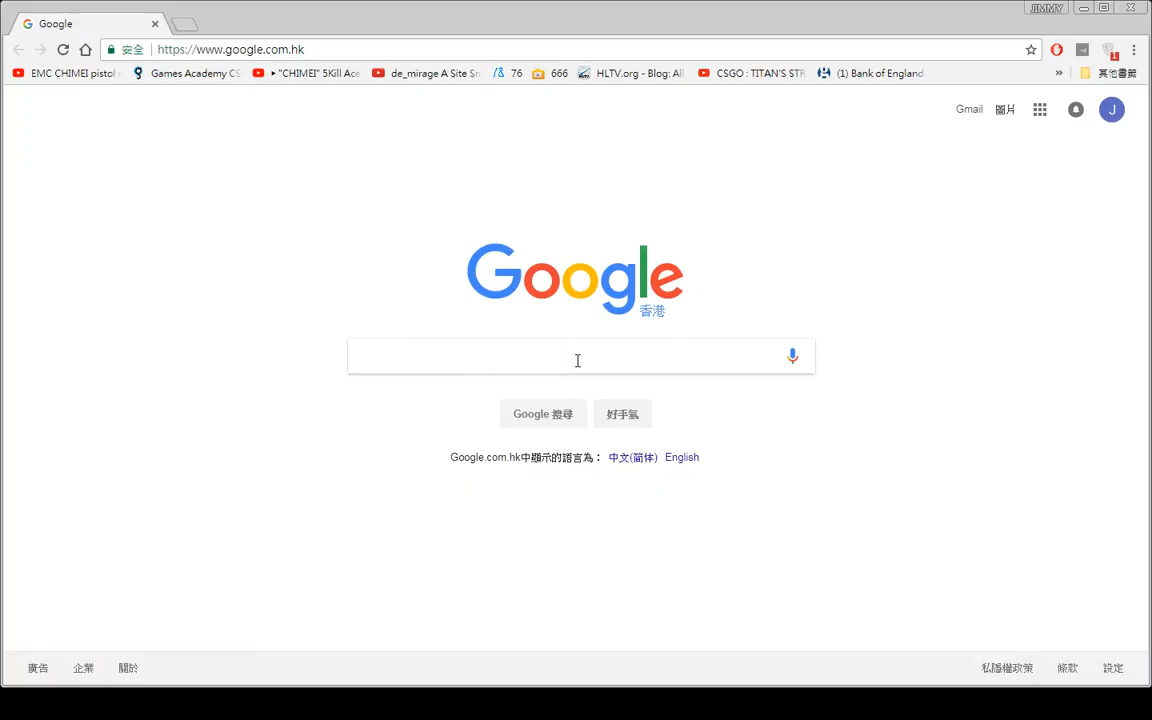 JIMMY
Google
安全 https://www.google.com.hk
EMC CHIMEI pistol Games Academy CS ▸ "CHIMEI" 5Kill Ace de_mirage A Site Sm 76 666 HLTV.org - Blog: All CSGO : TITAN'S STR (1) Bank of England » 其他書籤
Gmail 圖片 J
Google
香港
Google 搜尋 好手氣
Google.com.hk中顯示的語言為： 中文(简体) English
廣告 企業 關於 私隱權政策 條款 設定